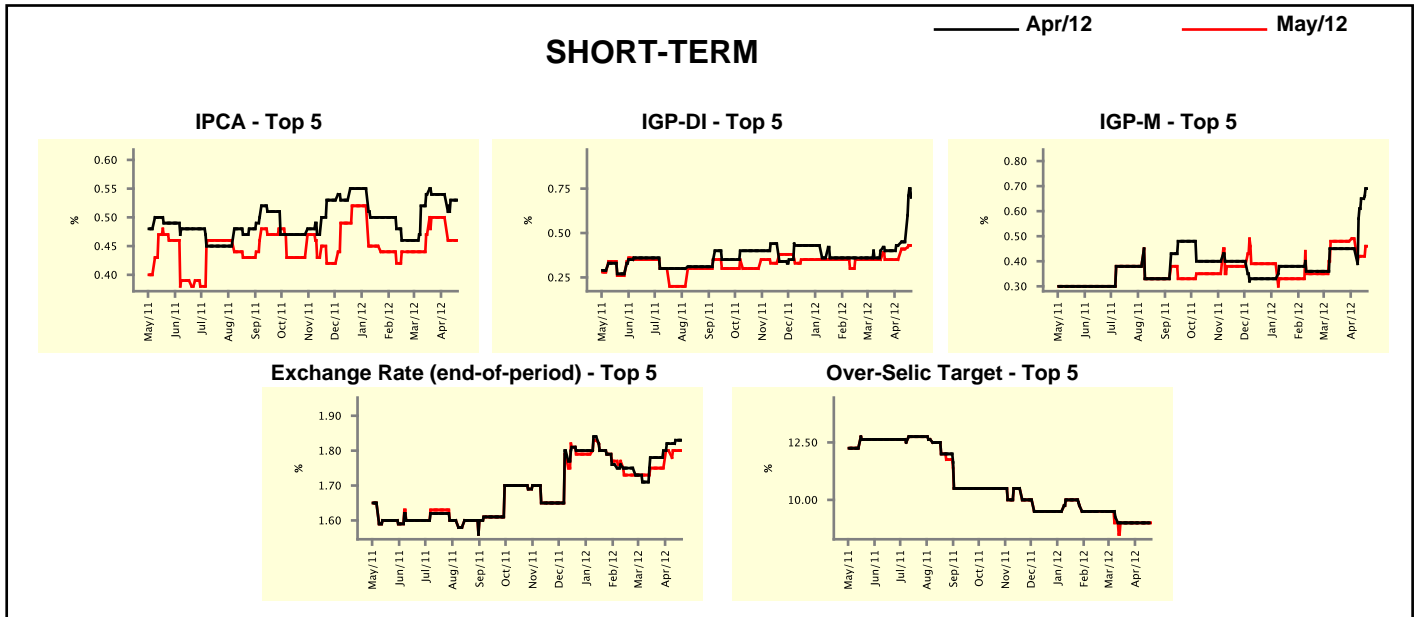 Apr/12 May/12
SHORT-TERM
IPCA - Top 5
IGP-DI - Top 5
IGP-M - Top 5
%
0.60
0.55
0.50
0.45
0.40
May/11 Jun/11 Jul/11 Aug/11 Sep/11 Oct/11 Nov/11 Dec/11 Jan/12 Feb/12 Mar/12 Apr/12
%
0.75
0.50
0.25
May/11 Jun/11 Jul/11 Aug/11 Sep/11 Oct/11 Nov/11 Dec/11 Jan/12 Feb/12 Mar/12 Apr/12
%
0.80
0.70
0.60
0.50
0.40
0.30
May/11 Jun/11 Jul/11 Aug/11 Sep/11 Oct/11 Nov/11 Dec/11 Jan/12 Feb/12 Mar/12 Apr/12
Exchange Rate (end-of-period) - Top 5
Over-Selic Target - Top 5
%
1.90
1.80
1.70
1.60
May/11 Jun/11 Jul/11 Aug/11 Sep/11 Oct/11 Nov/11 Dec/11 Jan/12 Feb/12 Mar/12 Apr/12
%
12.50
10.00
May/11 Jun/11 Jul/11 Aug/11 Sep/11 Oct/11 Nov/11 Dec/11 Jan/12 Feb/12 Mar/12 Apr/12